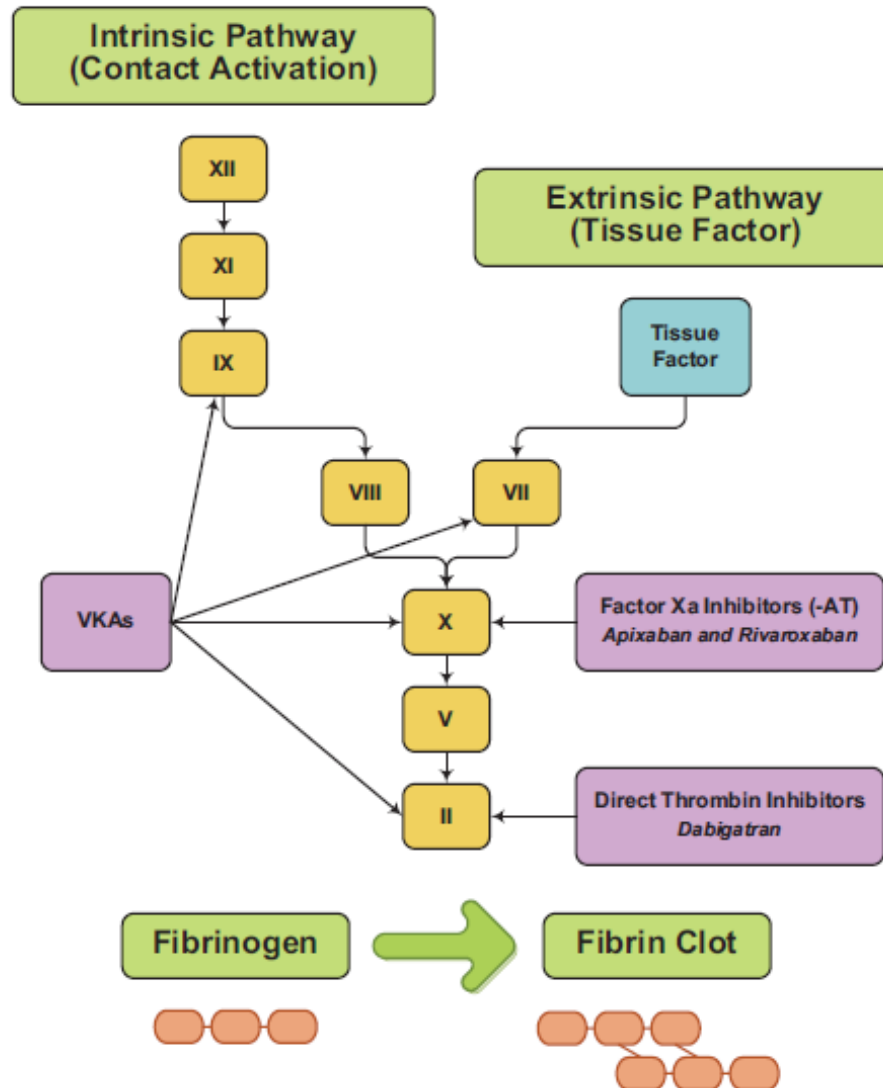 Intrinsic Pathway
(Contact Activation)
XII
Extrinsic Pathway
(Tissue Factor)
XI
IX
Tissue
Factor
VIII
VII
VKAs
X
Factor Xa Inhibitors (-AT)
Apixaban and Rivaroxaban
V
II
Direct Thrombin Inhibitors
Dabigatran
Fibrinogen
Fibrin Clot